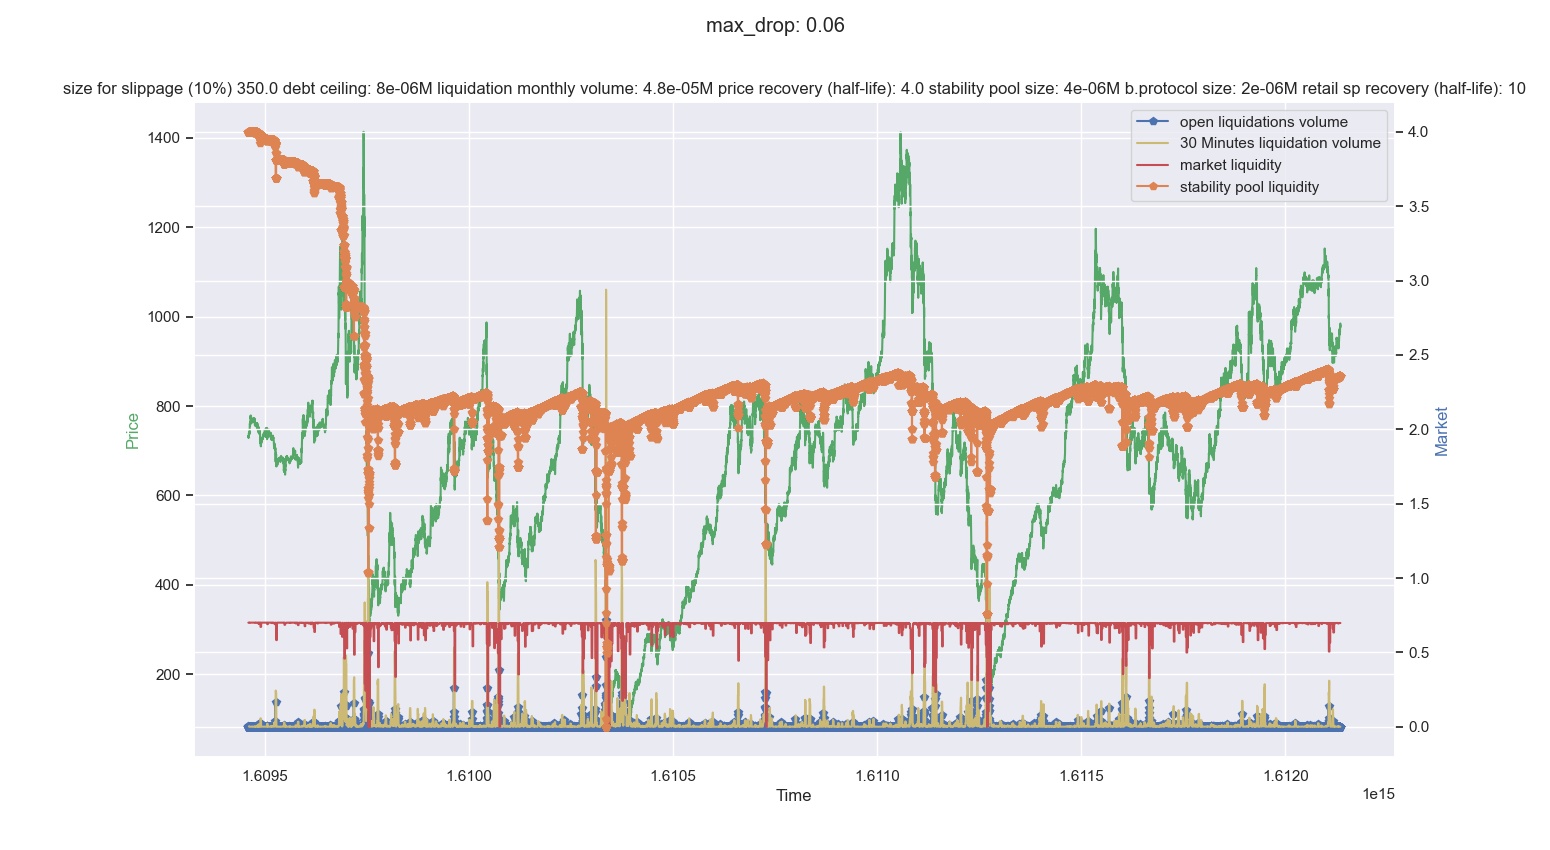 max_drop: 0.06
size for slippage (10%) 350.0 debt ceiling: 8e-06M liquidation monthly volume: 4.8e-05M price recovery (half-life): 4.0 stability pool size: 4e-06M b.protocol size: 2e-06M retail sp recovery (half-life): 10
open liquidations volume
30 Minutes liquidation volume
market liquidity
stability pool liquidity
1400
1200
1000
800
600
400
200
Price
4.0
3.5
3.0
2.5
2.0
1.5
1.0
0.5
0.0
Market
1.6095 1.6100 1.6105 1.6110 1.6115 1.6120
Time
1e15